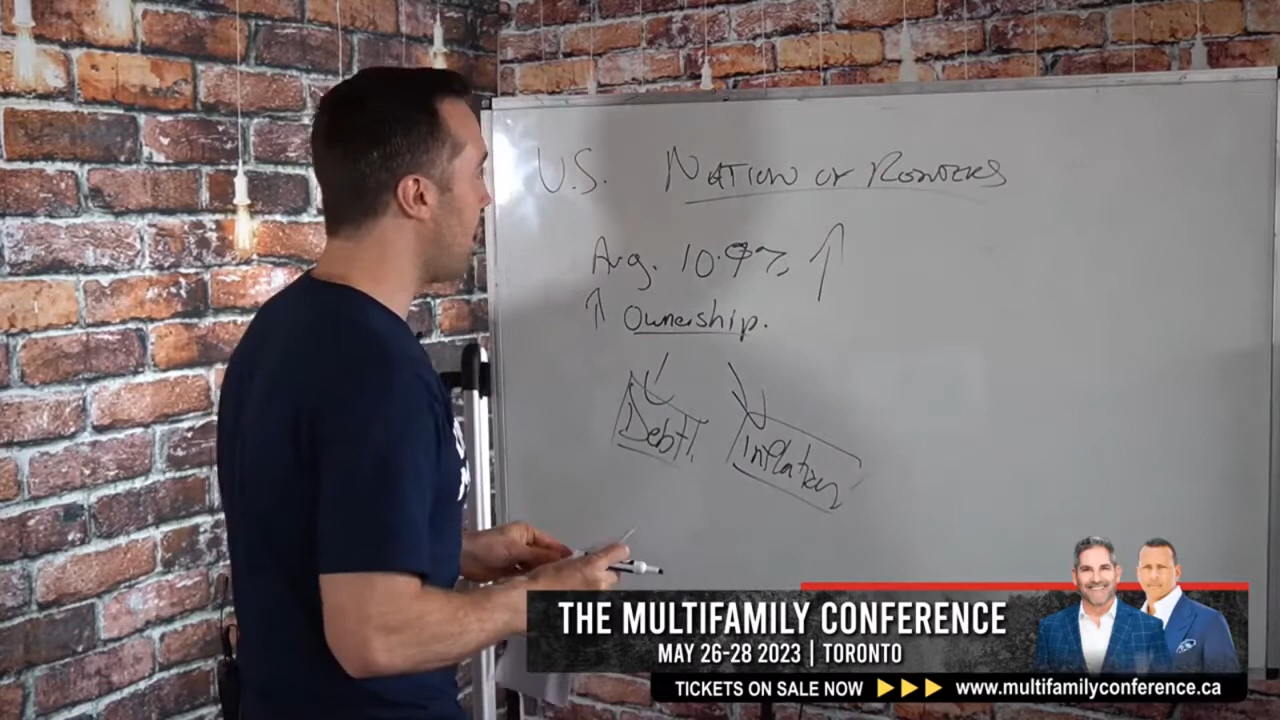 U.S. NATION OF RENTERS
Avg. 10.9% ↑
↑ Ownership.
Debt
Inflation
THE MULTIFAMILY CONFERENCE
MAY 26-28 2023 | TORONTO
TICKETS ON SALE NOW ▶▶▶ www.multifamilyconference.ca